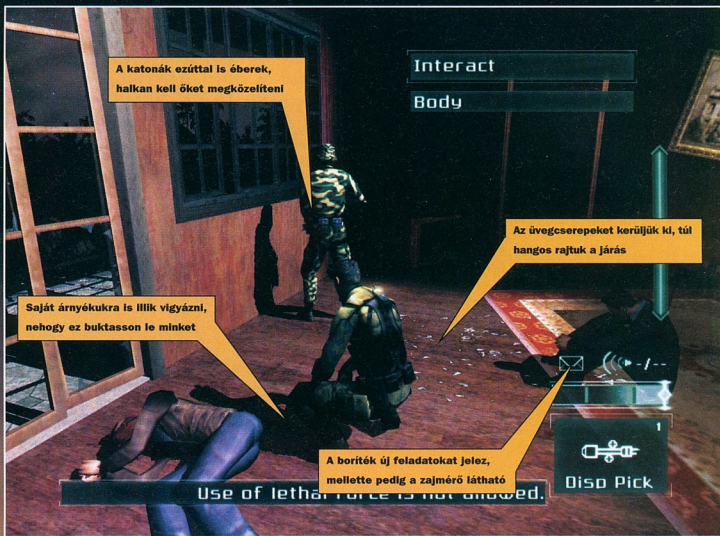 Interact
Body
A katonák ezúttal is éberek,
halkan kell őket megközelíteni
Az üvegcserepeket kerüljük ki, túl
hangos rajtuk a járás
Saját árnyékukra is illik vigyázni,
nehogy ez buktasson le minket
-/--
1
Disp Pick
A boríték új feladatokat jelez,
mellette pedig a zajmérő látható
Use of lethal force is not allowed.